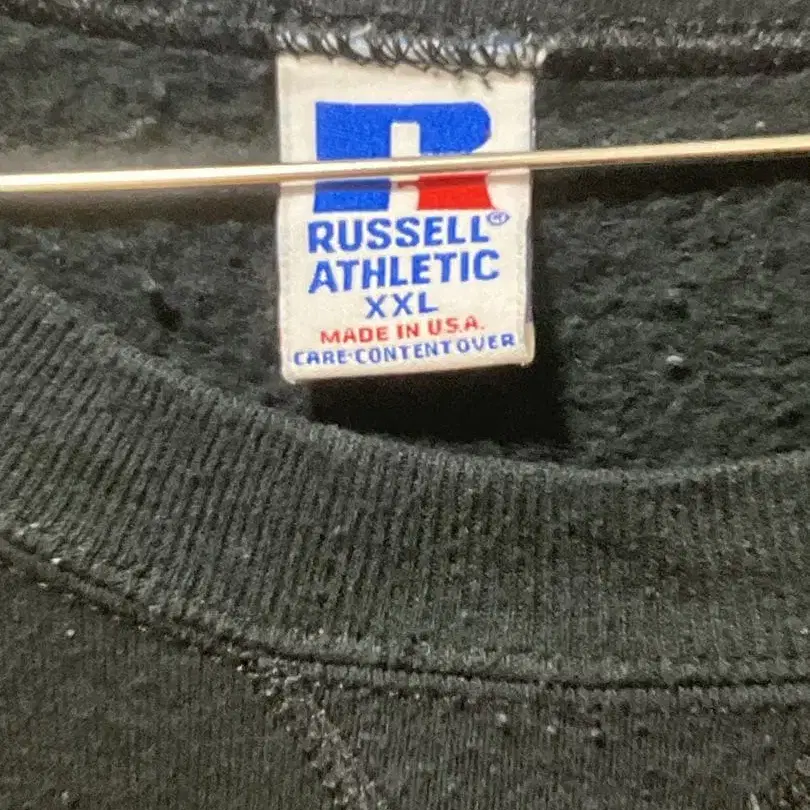 R
RUSSELL®
ATHLETIC
XXL
MADE IN U.S.A.
CARE·CONTENT OVER